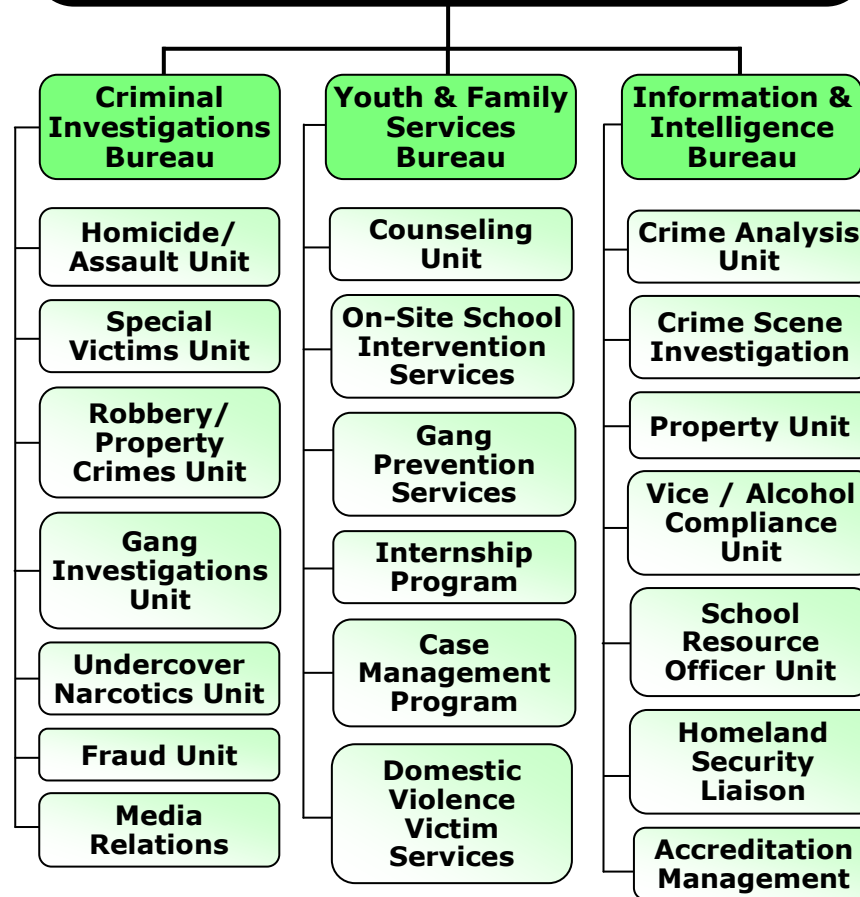 Criminal
Investigations
Bureau
Homicide/
Assault Unit
Special
Victims Unit
Robbery/
Property
Crimes Unit
Gang
Investigations
Unit
Undercover
Narcotics Unit
Fraud Unit
Media
Relations
Youth & Family
Services
Bureau
Counseling
Unit
On-Site School
Intervention
Services
Gang
Prevention
Services
Internship
Program
Case
Management
Program
Domestic
Violence
Victim
Services
Information &
Intelligence
Bureau
Crime Analysis
Unit
Crime Scene
Investigation
Property Unit
Vice / Alcohol
Compliance
Unit
School
Resource
Officer Unit
Homeland
Security
Liaison
Accreditation
Management